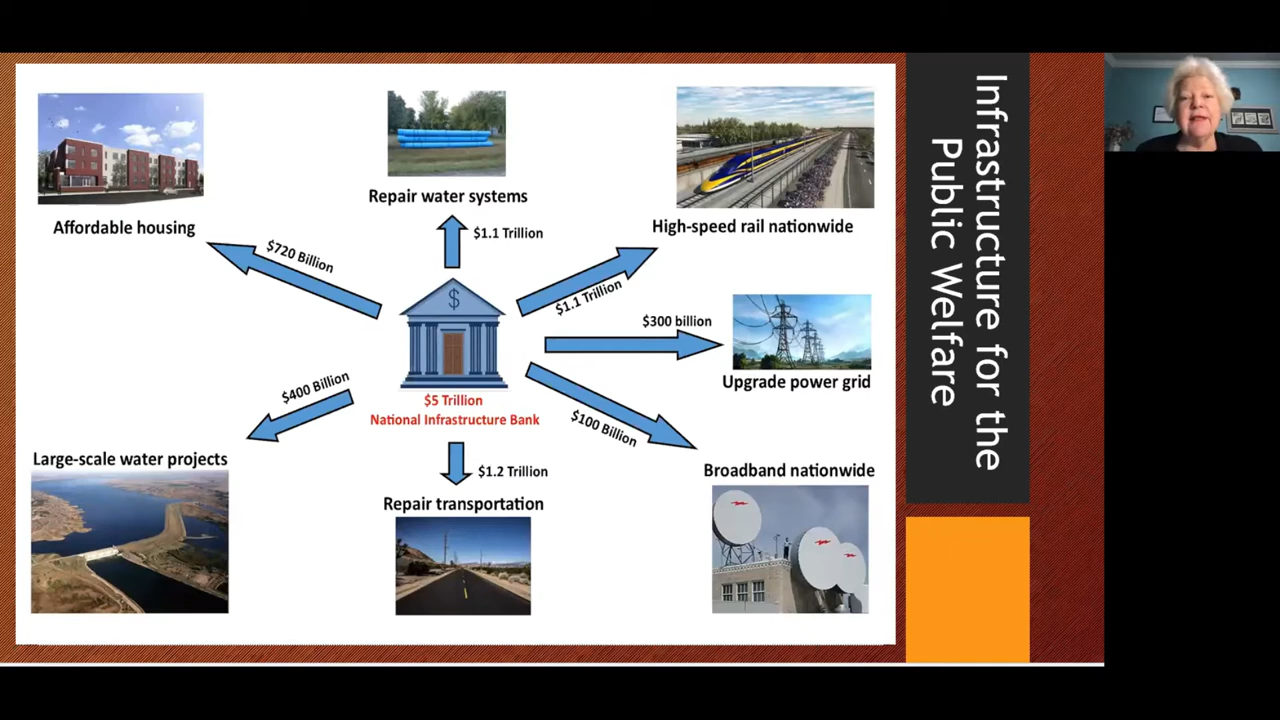 Infrastructure for the
Public Welfare
Affordable housing
$720 Billion
Repair water systems
$1.1 Trillion
High-speed rail nationwide
$1.1 Trillion
$300 billion
Upgrade power grid
$
$5 Trillion
National Infrastructure Bank
$400 Billion
Large-scale water projects
$1.2 Trillion
Repair transportation
$100 Billion
Broadband nationwide